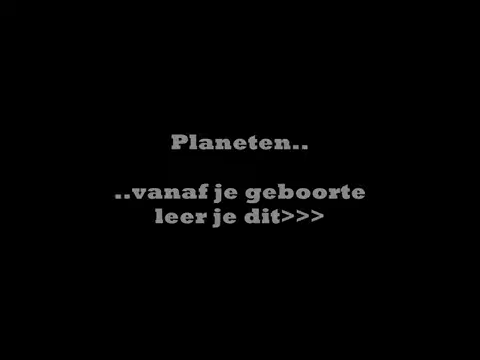 Planeten..
..vanaf je geboorte
leer je dit>>>